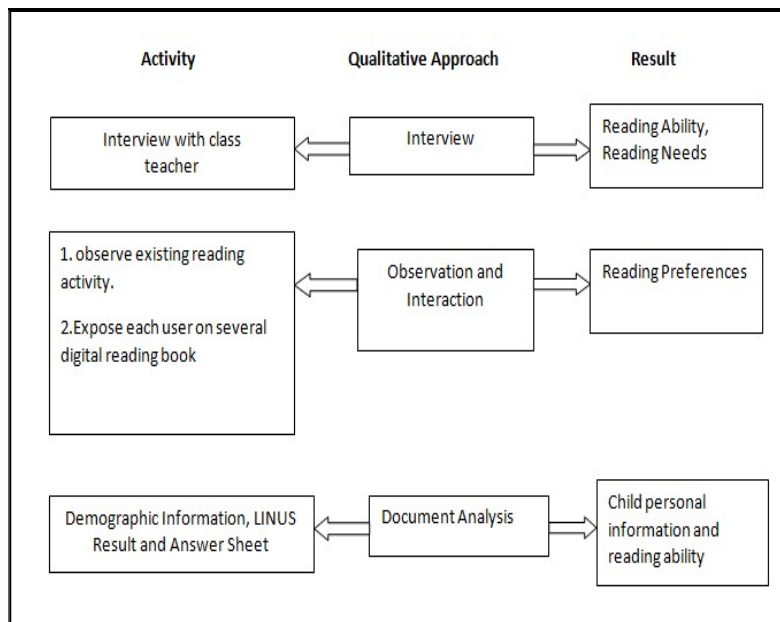 Activity
Qualitative Approach
Result
Interview with class
teacher
Interview
Reading Ability,
Reading Needs
1. observe existing reading
activity.
2.Expose each user on several
digital reading book
Observation and
Interaction
Reading Preferences
Demographic Information, LINUS
Result and Answer Sheet
Document Analysis
Child personal
information and
reading ability